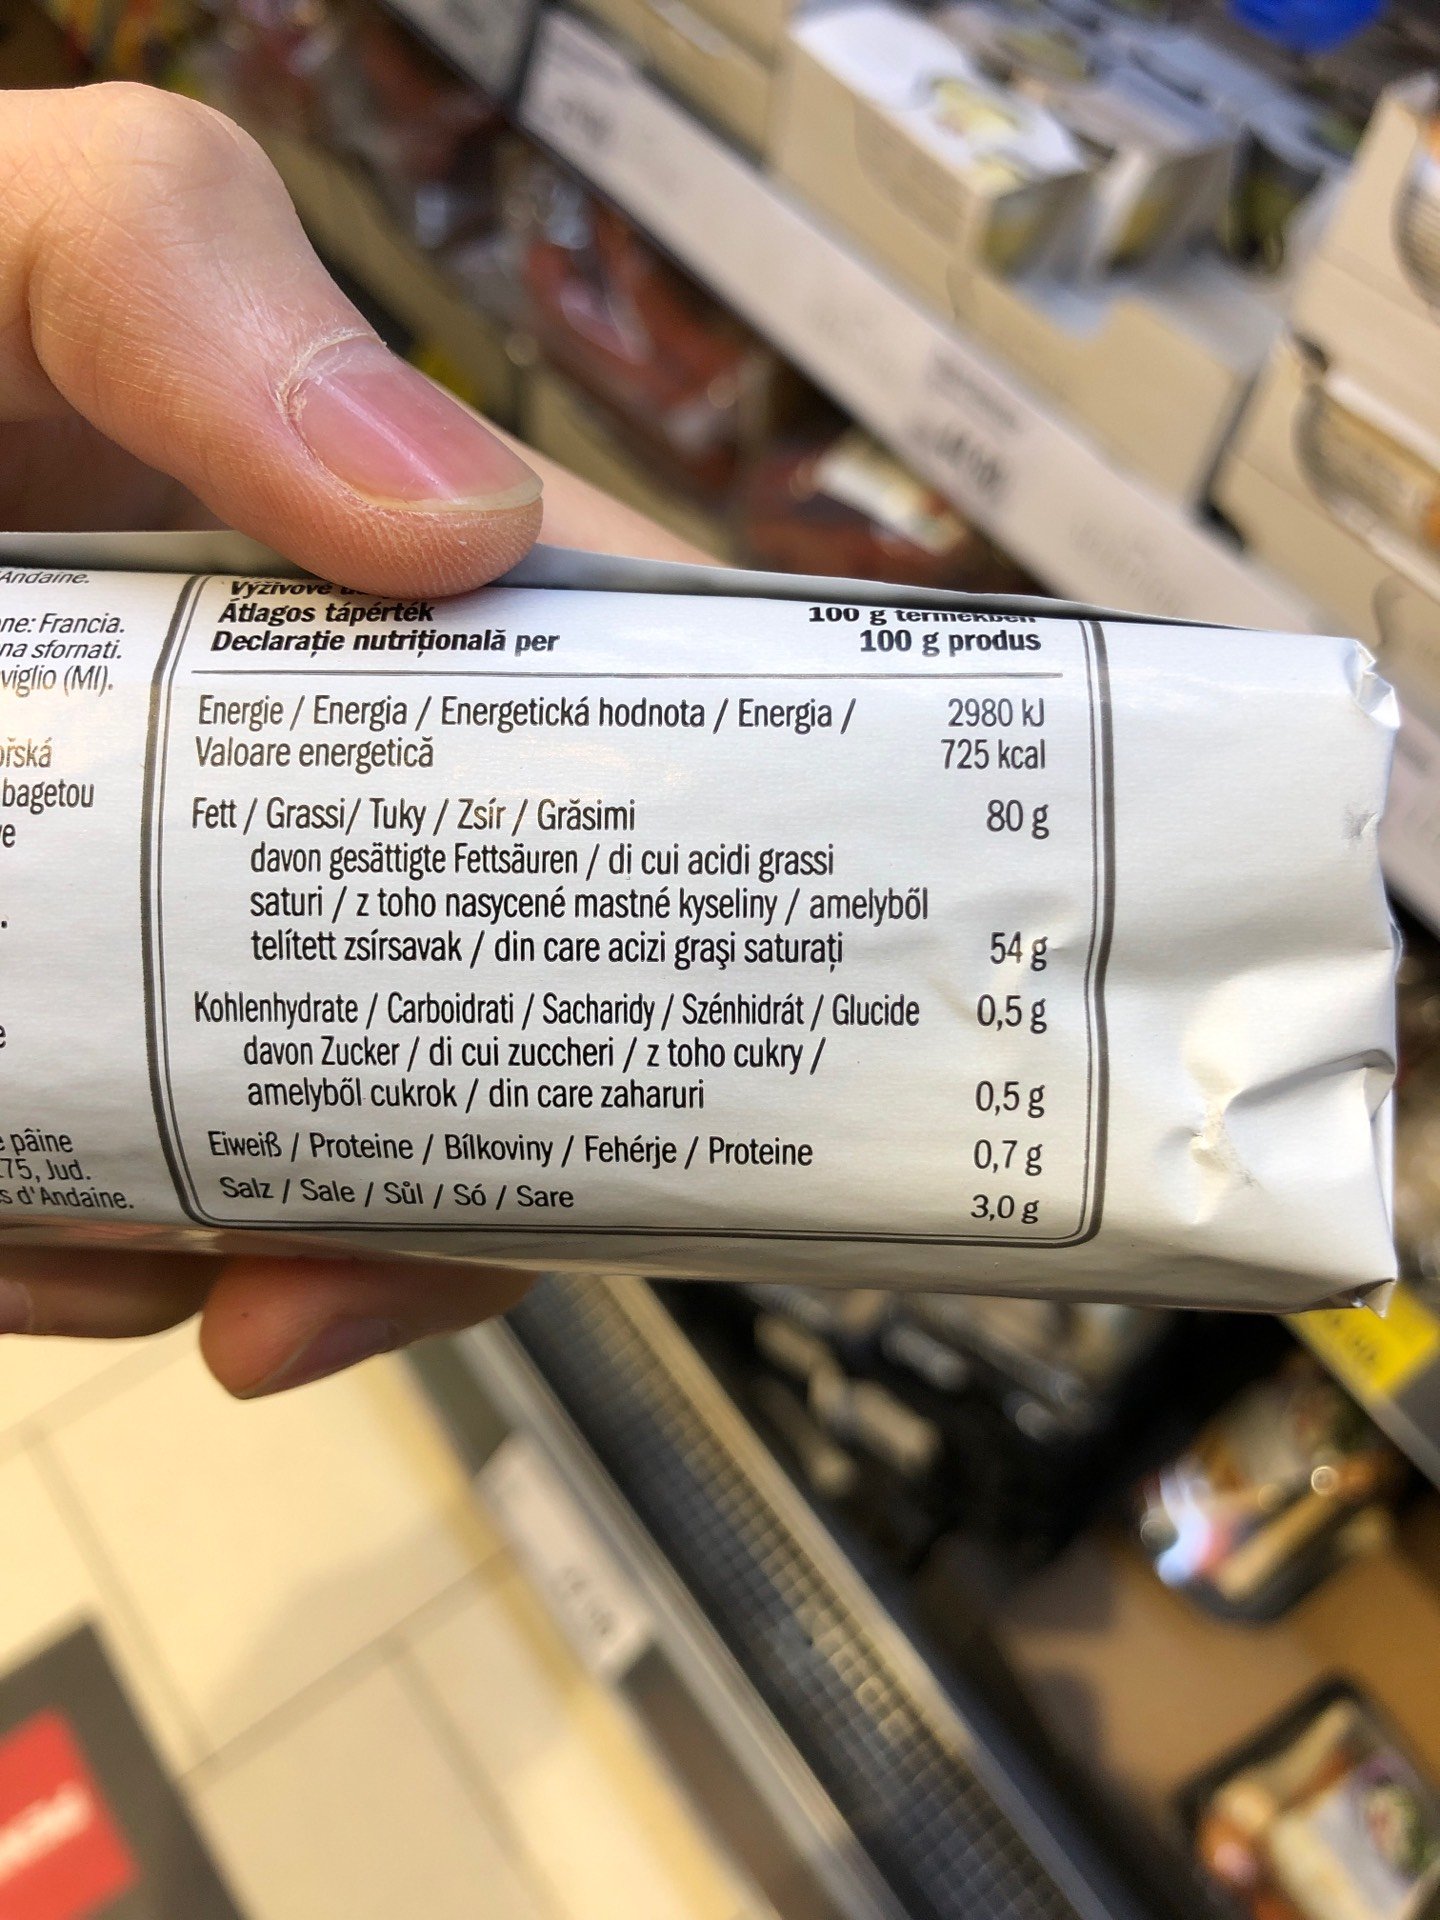 Andaine.
ne: Francia.
na sfornati.
viglio (MI).
ořská
bagetou
e
.
e
pâine
75, Jud.
s d'Andaine.
Výživové
Átlagos tápérték 100 g termékben
Declarație nutrițională per 100 g produs
Energie / Energia / Energetická hodnota / Energia / 2980 kJ
Valoare energetică 725 kcal
Fett / Grassi/ Tuky / Zsír / Grăsimi 80 g
davon gesättigte Fettsäuren / di cui acidi grassi
saturi / z toho nasycené mastné kyseliny / amelyből
telített zsírsavak / din care acizi grași saturați 54 g
Kohlenhydrate / Carboidrati / Sacharidy / Szénhidrát / Glucide 0,5 g
davon Zucker / di cui zuccheri / z toho cukry /
amelyből cukrok / din care zaharuri 0,5 g
Eiweiß / Proteine / Bílkoviny / Fehérje / Proteine 0,7 g
Salz / Sale / Sůl / Só / Sare 3,0 g